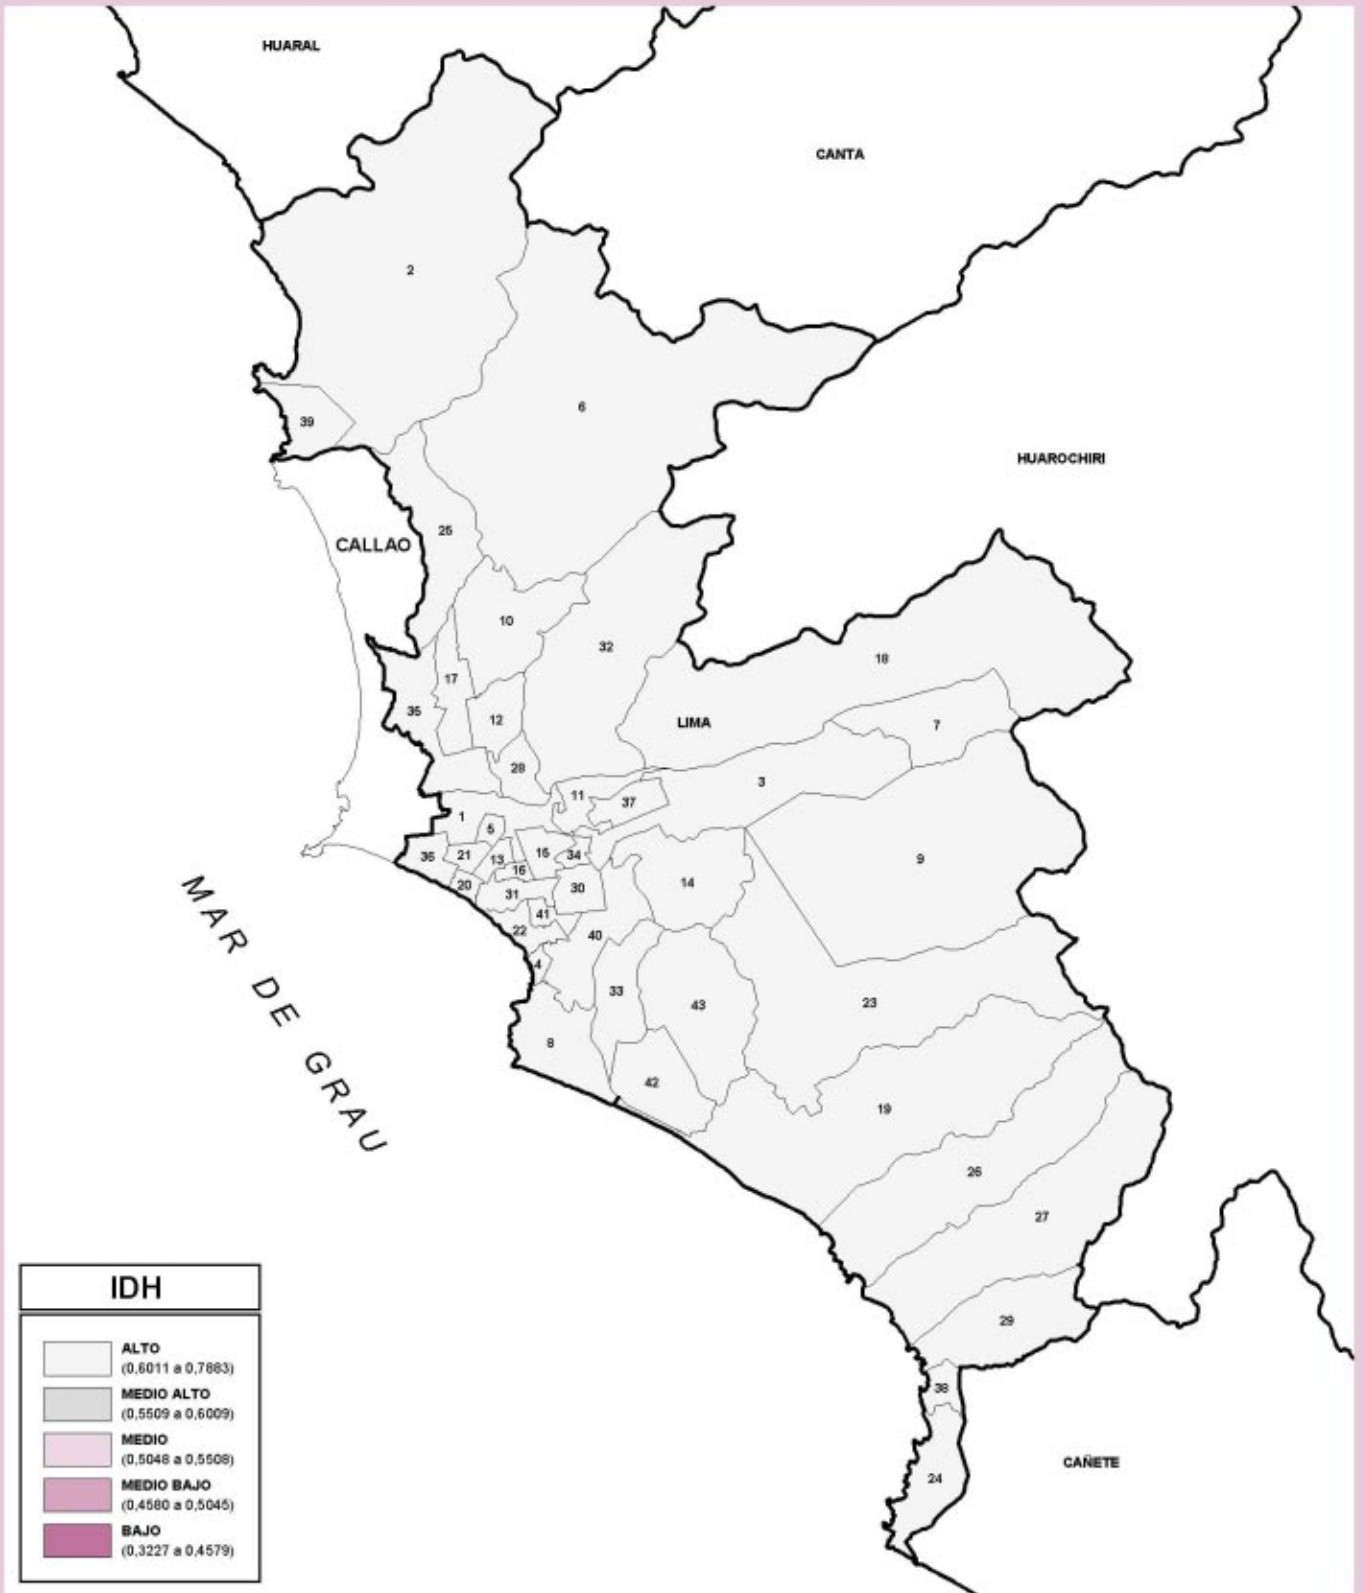 HUARAL
CANTA
2
6
39
HUAROCHIRI
25
CALLAO
10
32
18
17
35
12
LIMA
7
28
3
11
37
1
5
36
21
13
15
34
9
16
20
14
31
30
41
22
40
4
33
43
23
8
42
19
26
27
29
38
24
CAÑETE
MAR DE GRAU
IDH
ALTO
(0,6011 a 0,7883)
MEDIO ALTO
(0,5509 a 0,6009)
MEDIO
(0,5048 a 0,5508)
MEDIO BAJO
(0,4580 a 0,5045)
BAJO
(0,3227 a 0,4579)